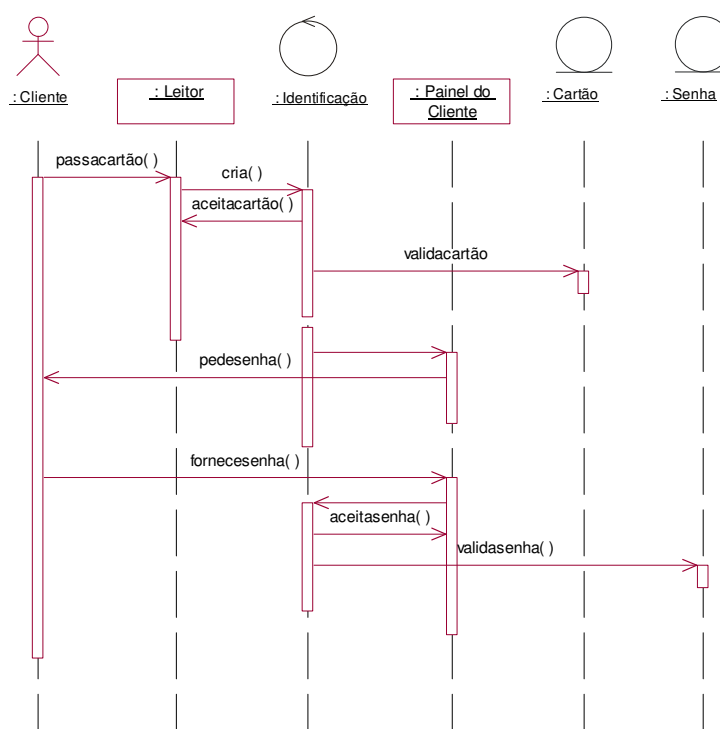 : Cliente
: Leitor
: Identificação
: Painel do
Cliente
: Cartão
: Senha
passacartão( )
cria( )
aceitacartão( )
validacartão
pedesenha( )
fornecesenha( )
aceitasenha( )
validasenha( )